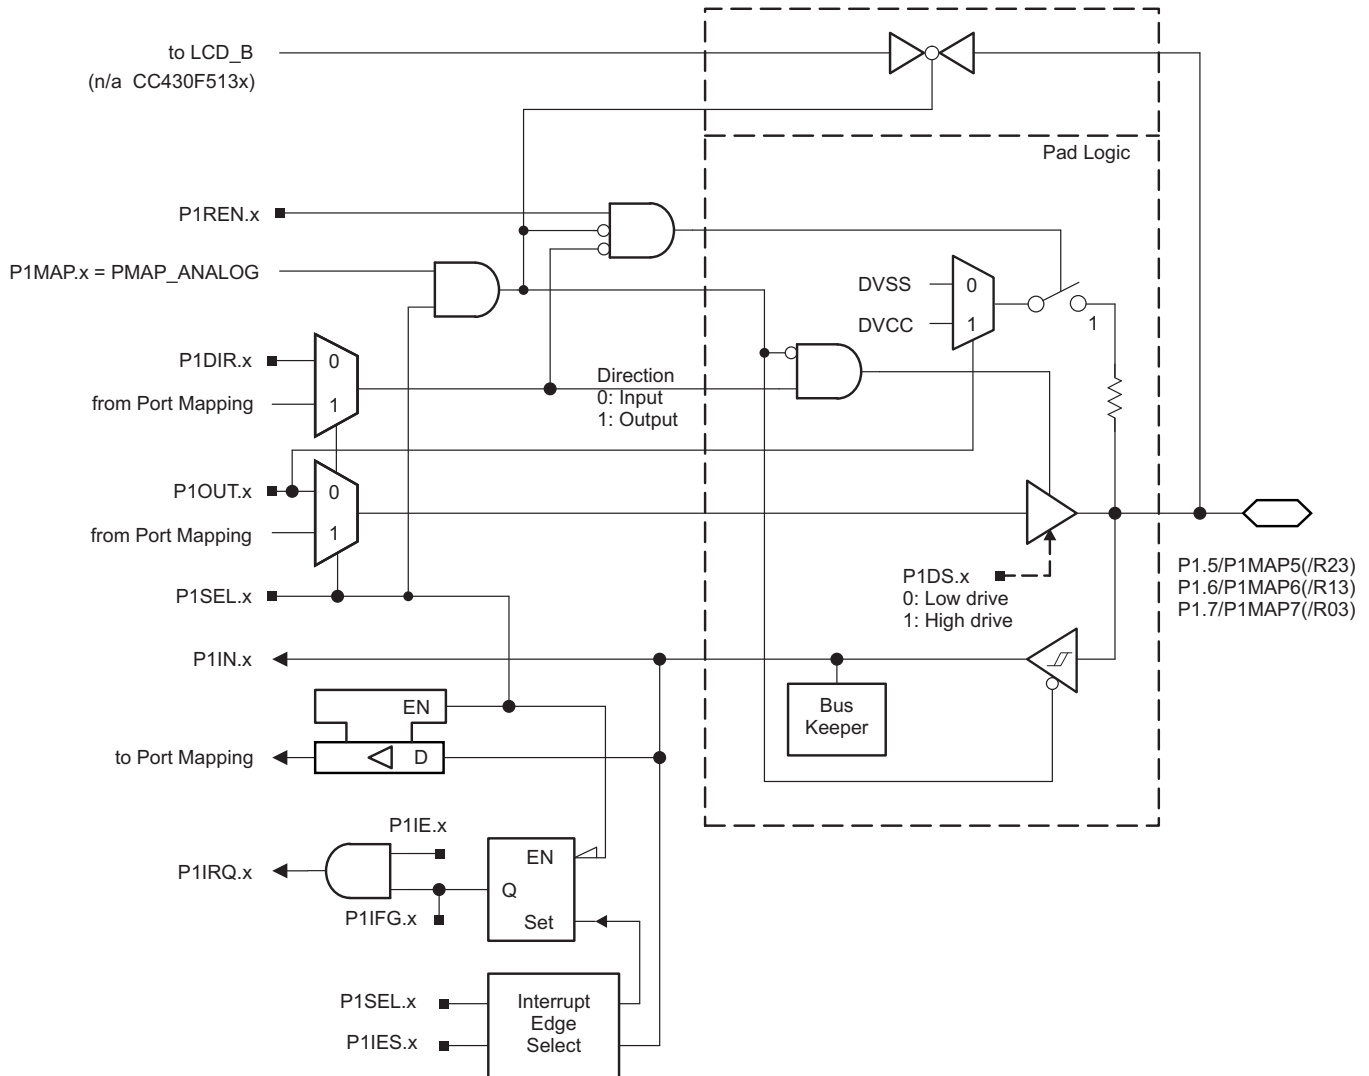 to LCD_B
(n/a CC430F513x)
Pad Logic
P1REN.x
P1MAP.x = PMAP_ANALOG
DVSS
0
DVCC
1
1
P1DIR.x
0
from Port Mapping
1
Direction
0: Input
1: Output
P1OUT.x
0
from Port Mapping
1
P1DS.x
0: Low drive
1: High drive
P1.5/P1MAP5(/R23)
P1.6/P1MAP6(/R13)
P1.7/P1MAP7(/R03)
P1SEL.x
P1IN.x
EN
Bus
Keeper
to Port Mapping
D
P1IE.x
EN
P1IRQ.x
Q
P1IFG.x
Set
P1SEL.x
P1IES.x
Interrupt
Edge
Select